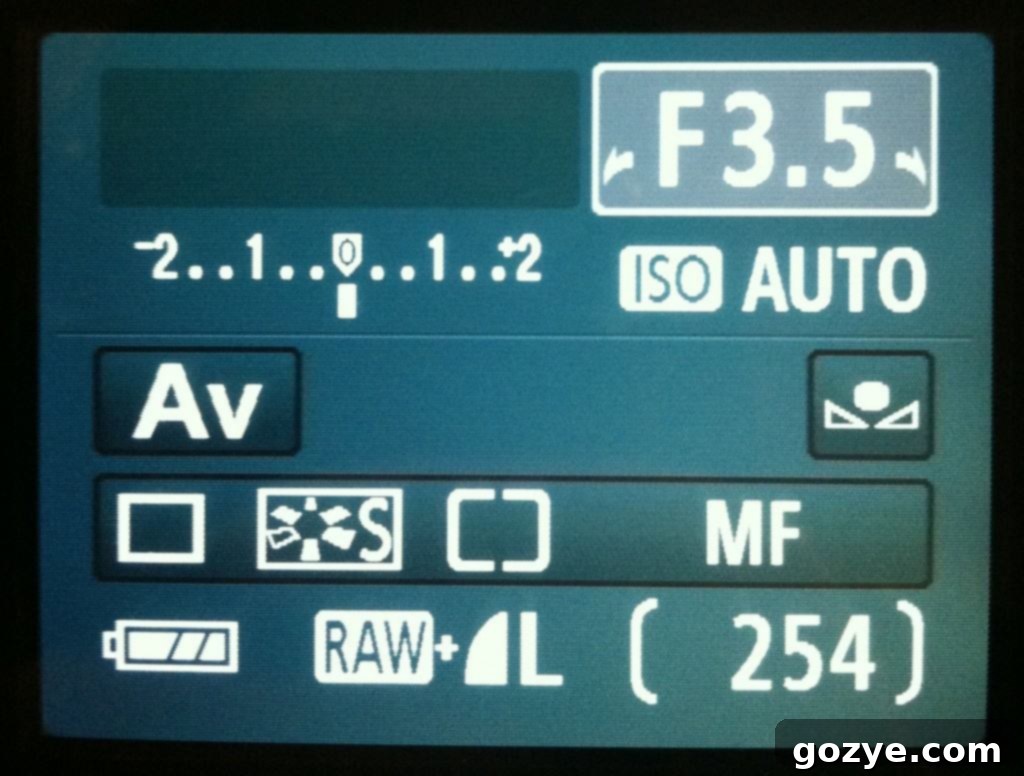 F3.5
-2..1..0..1..+2
ISO AUTO
Av
S MF
RAW+L (254)
gozye.com